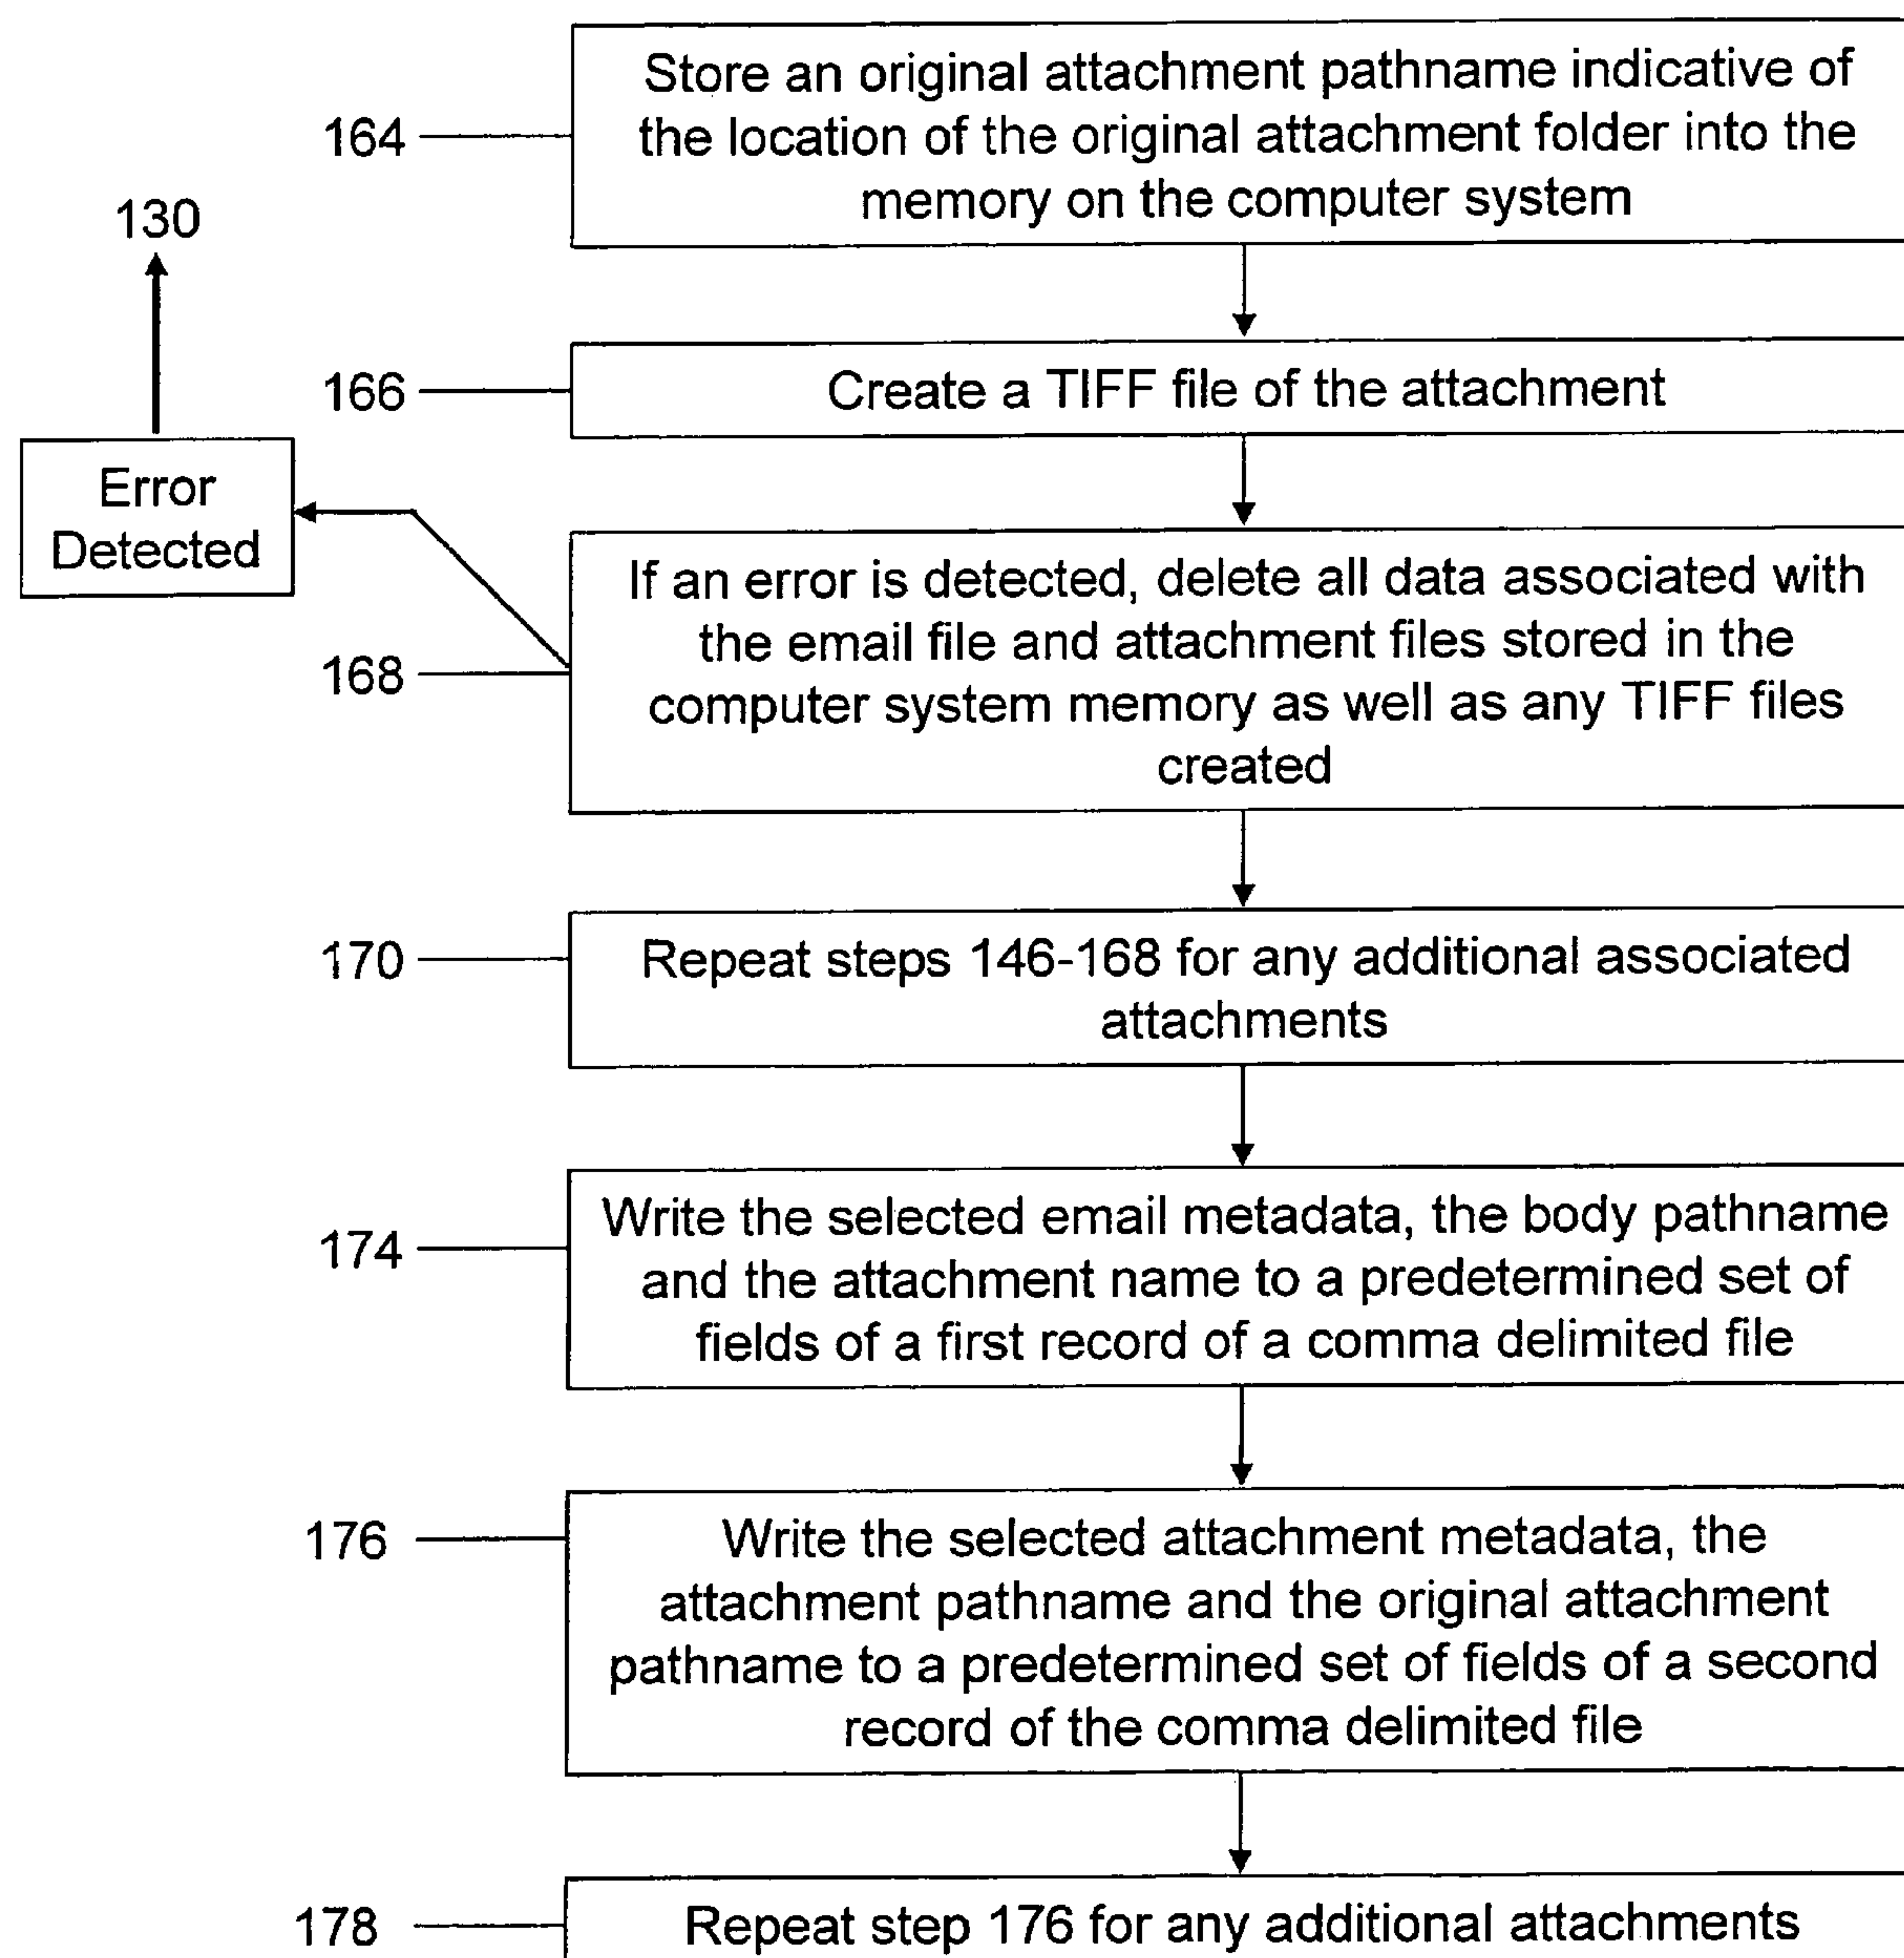 164
Store an original attachment pathname indicative of
the location of the original attachment folder into the
memory on the computer system
130
166
Create a TIFF file of the attachment
Error
Detected
168
If an error is detected, delete all data associated with
the email file and attachment files stored in the
computer system memory as well as any TIFF files
created
170
Repeat steps 146-168 for any additional associated
attachments
174
Write the selected email metadata, the body pathname
and the attachment name to a predetermined set of
fields of a first record of a comma delimited file
176
Write the selected attachment metadata, the
attachment pathname and the original attachment
pathname to a predetermined set of fields of a second
record of the comma delimited file
178
Repeat step 176 for any additional attachments